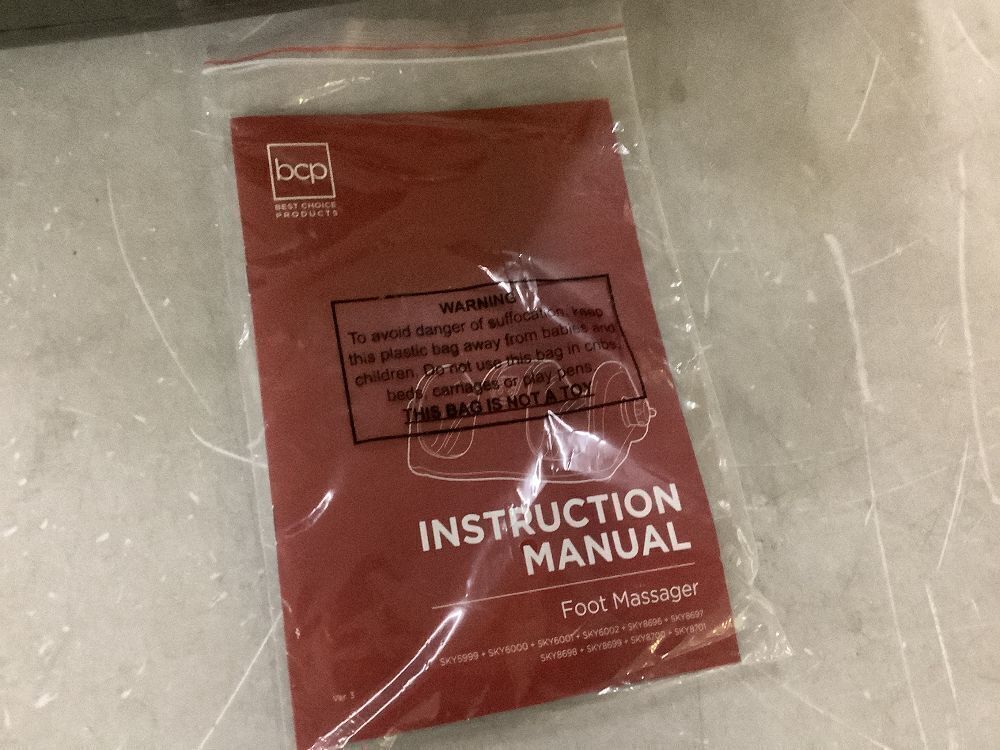 bcp
BEST CHOICE
PRODUCTS
WARNING
To avoid danger of suffocation, keep
this plastic bag away from babies and
children. Do not use this bag in cribs,
beds, carriages or play pens.
THIS BAG IS NOT A TOY
INSTRUCTION
MANUAL
Foot Massager
SKY5999 + SKY6000 + SKY6001 + SKY6002 + SKY8696 + SKY8697
SKY8698 + SKY8699 + SKY8700 + SKY8701
Ver. 3